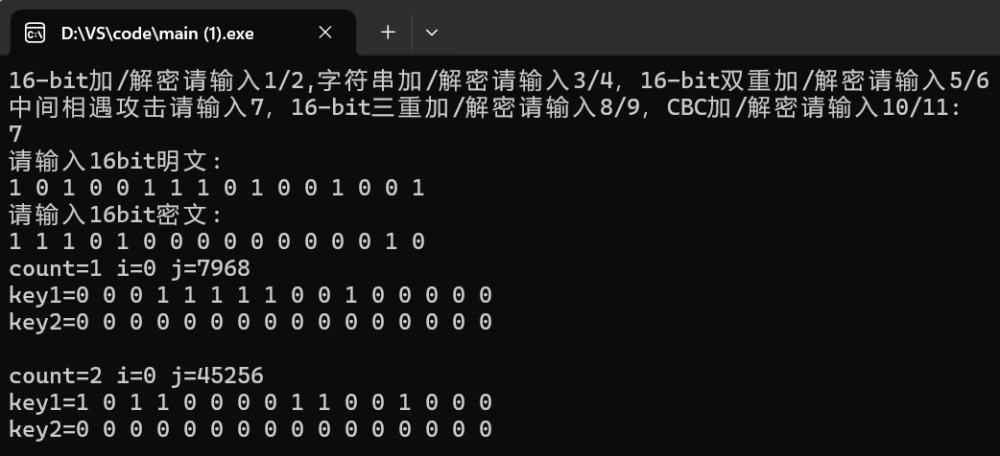 D:\VS\code\main (1).exe
16-bit加/解密请输入1/2,字符串加/解密请输入3/4，16-bit双重加/解密请输入5/6
中间相遇攻击请输入7，16-bit三重加/解密请输入8/9，CBC加/解密请输入10/11：
7
请输入16bit明文：
1 0 1 0 0 1 1 1 0 1 0 0 1 0 0 1
请输入16bit密文：
1 1 1 0 1 0 0 0 0 0 0 0 0 0 1 0
count=1 i=0 j=7968
key1=0 0 0 1 1 1 1 1 0 0 1 0 0 0 0 0
key2=0 0 0 0 0 0 0 0 0 0 0 0 0 0 0 0
count=2 i=0 j=45256
key1=1 0 1 1 0 0 0 0 1 1 0 0 1 0 0 0
key2=0 0 0 0 0 0 0 0 0 0 0 0 0 0 0 0